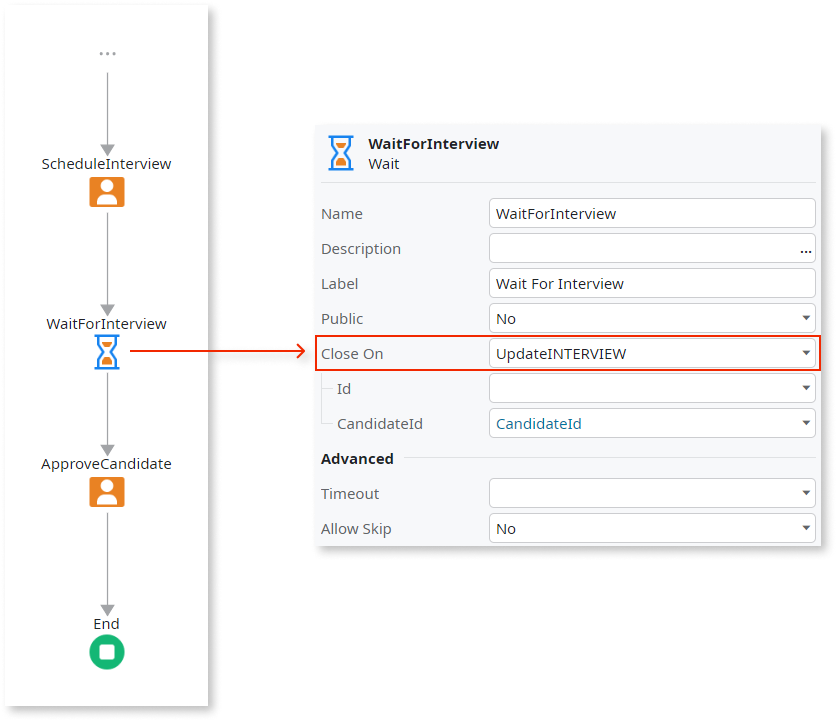 ...
ScheduleInterview
WaitForInterview
ApproveCandidate
End
WaitForInterview
Wait
Name WaitForInterview
Description ...
Label Wait For Interview
Public No
Close On UpdateINTERVIEW
Id
CandidateId CandidateId
Advanced
Timeout
Allow Skip No